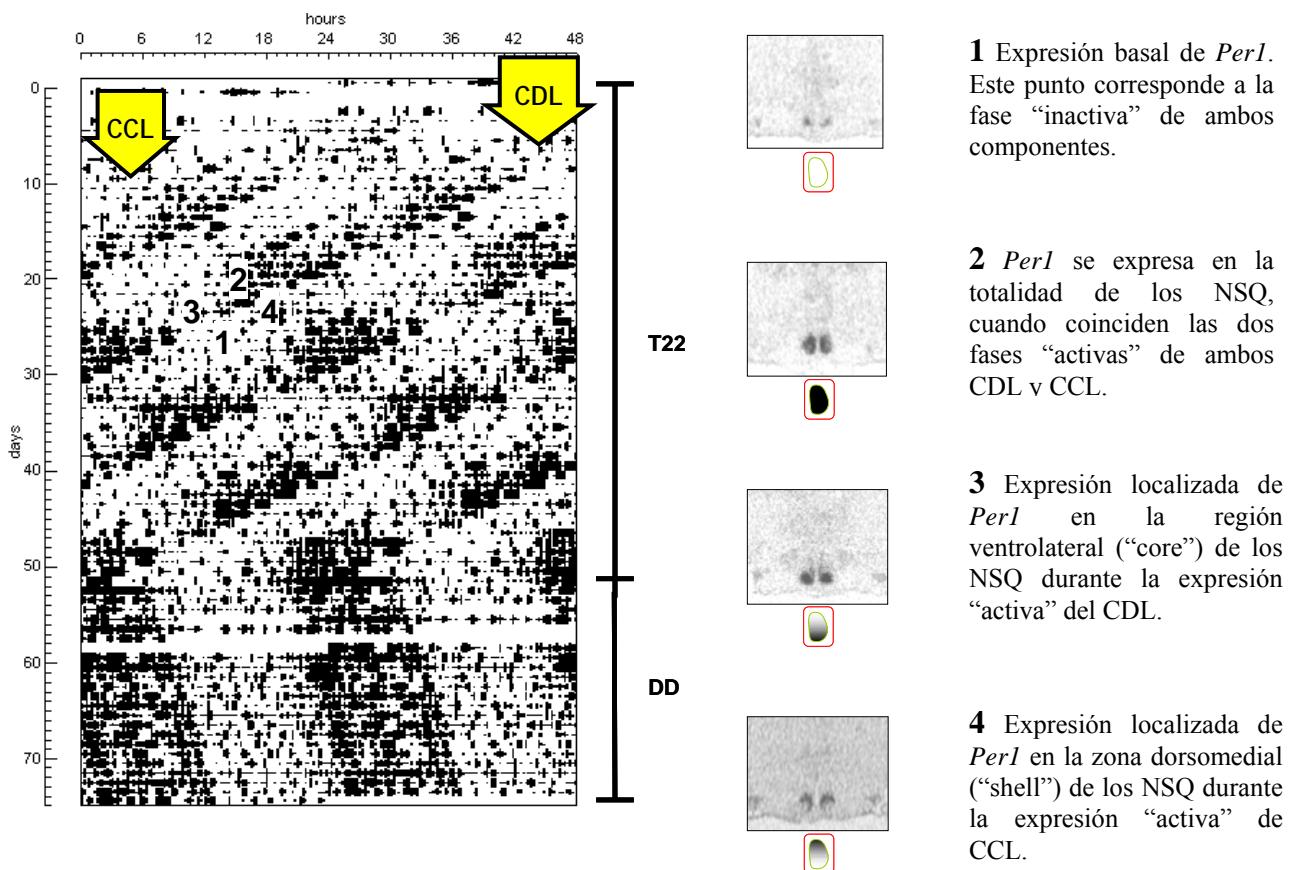 hours
0 6 12 18 24 30 36 42 48
CCL
CDL
days
0
10
20
30
40
50
60
70
2
3 4
1
T22
DD
1 Expresión basal de Per1.
Este punto corresponde a la
fase “inactiva” de ambos
componentes.
2 Per1 se expresa en la
totalidad de los NSQ,
cuando coinciden las dos
fases “activas” de ambos
CDL v CCL.
3 Expresión localizada de
Per1 en la región
ventrolateral (“core”) de los
NSQ durante la expresión
“activa” del CDL.
4 Expresión localizada de
Per1 en la zona dorsomedial
(“shell”) de los NSQ durante
la expresión “activa” de
CCL.